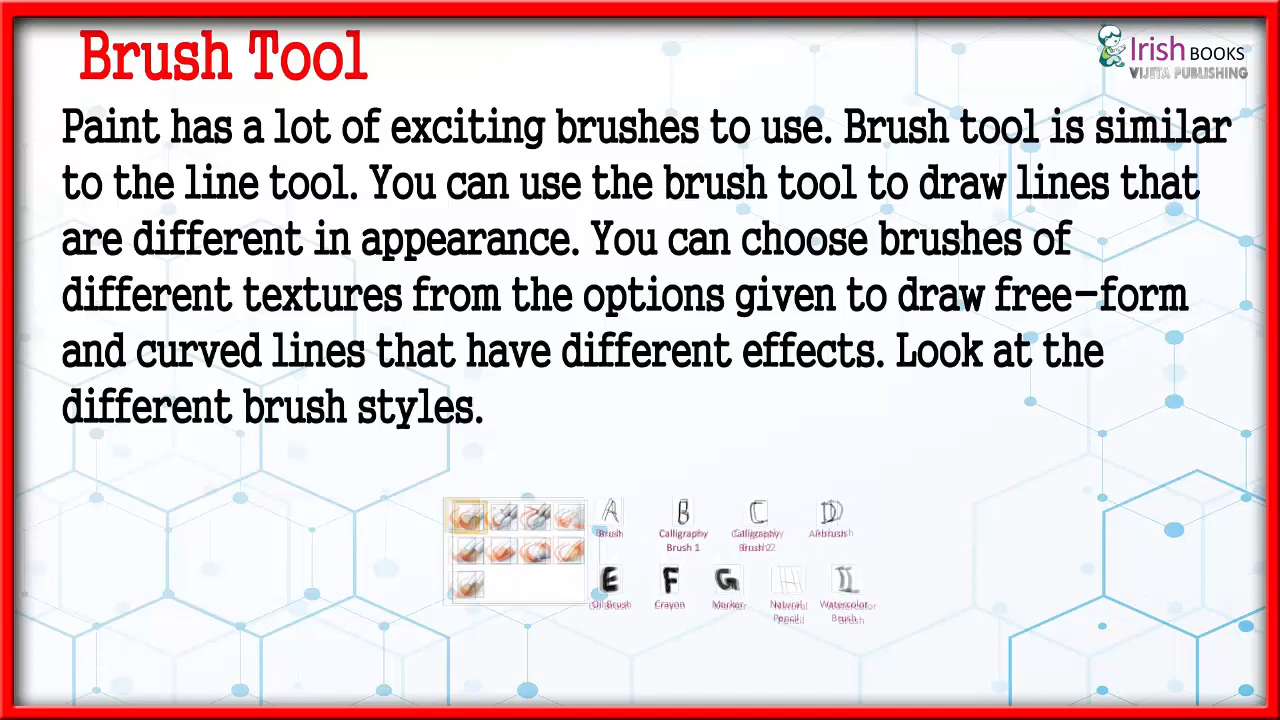 Brush Tool
Irish BOOKS
VIJETA PUBLISHING
Paint has a lot of exciting brushes to use. Brush tool is similar
to the line tool. You can use the brush tool to draw lines that
are different in appearance. You can choose brushes of
different textures from the options given to draw free-form
and curved lines that have different effects. Look at the
different brush styles.
A B C D
Brush Calligraphy Calligraphy Airbrush
Brush 1 Brush 2
E F G H I
Oil Brush Crayon Marker Natural Watercolor
Pencil Brush